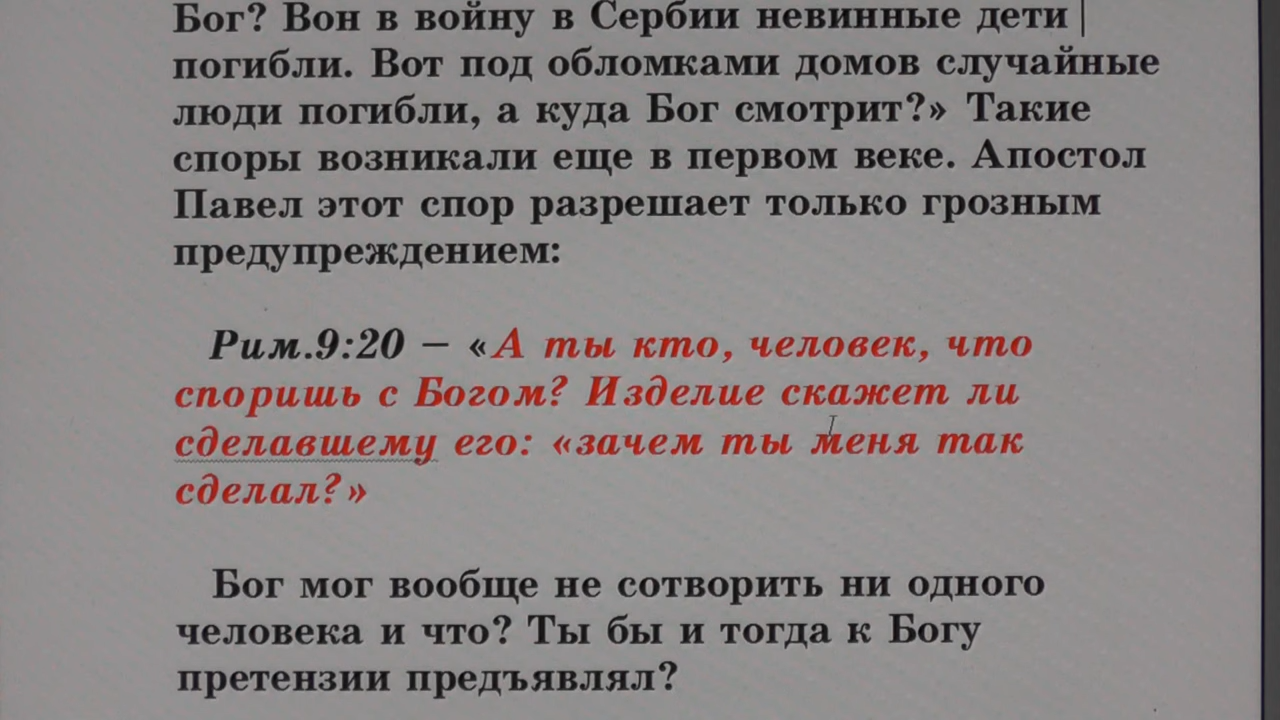 Бог? Вон в войну в Сербии невинные дети
погибли. Вот под обломками домов случайные
люди погибли, а куда Бог смотрит?» Такие
споры возникали еще в первом веке. Апостол
Павел этот спор разрешает только грозным
предупреждением:
Рим.9:20 – «А ты кто, человек, что
споришь с Богом? Изделие скажет ли
сделавшему его: «зачем ты меня так
сделал?»
Бог мог вообще не сотворить ни одного
человека и что? Ты бы и тогда к Богу
претензии предъявлял?